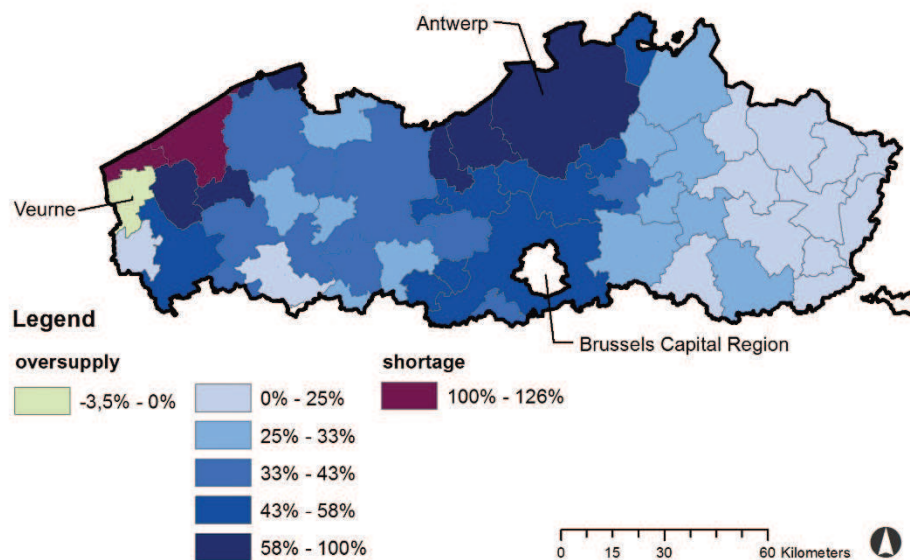 Antwerp
Veurne
Brussels Capital Region
Legend
oversupply
-3,5% - 0%
0% - 25%
25% - 33%
33% - 43%
43% - 58%
58% - 100%
shortage
100% - 126%
0 15 30 60 Kilometers